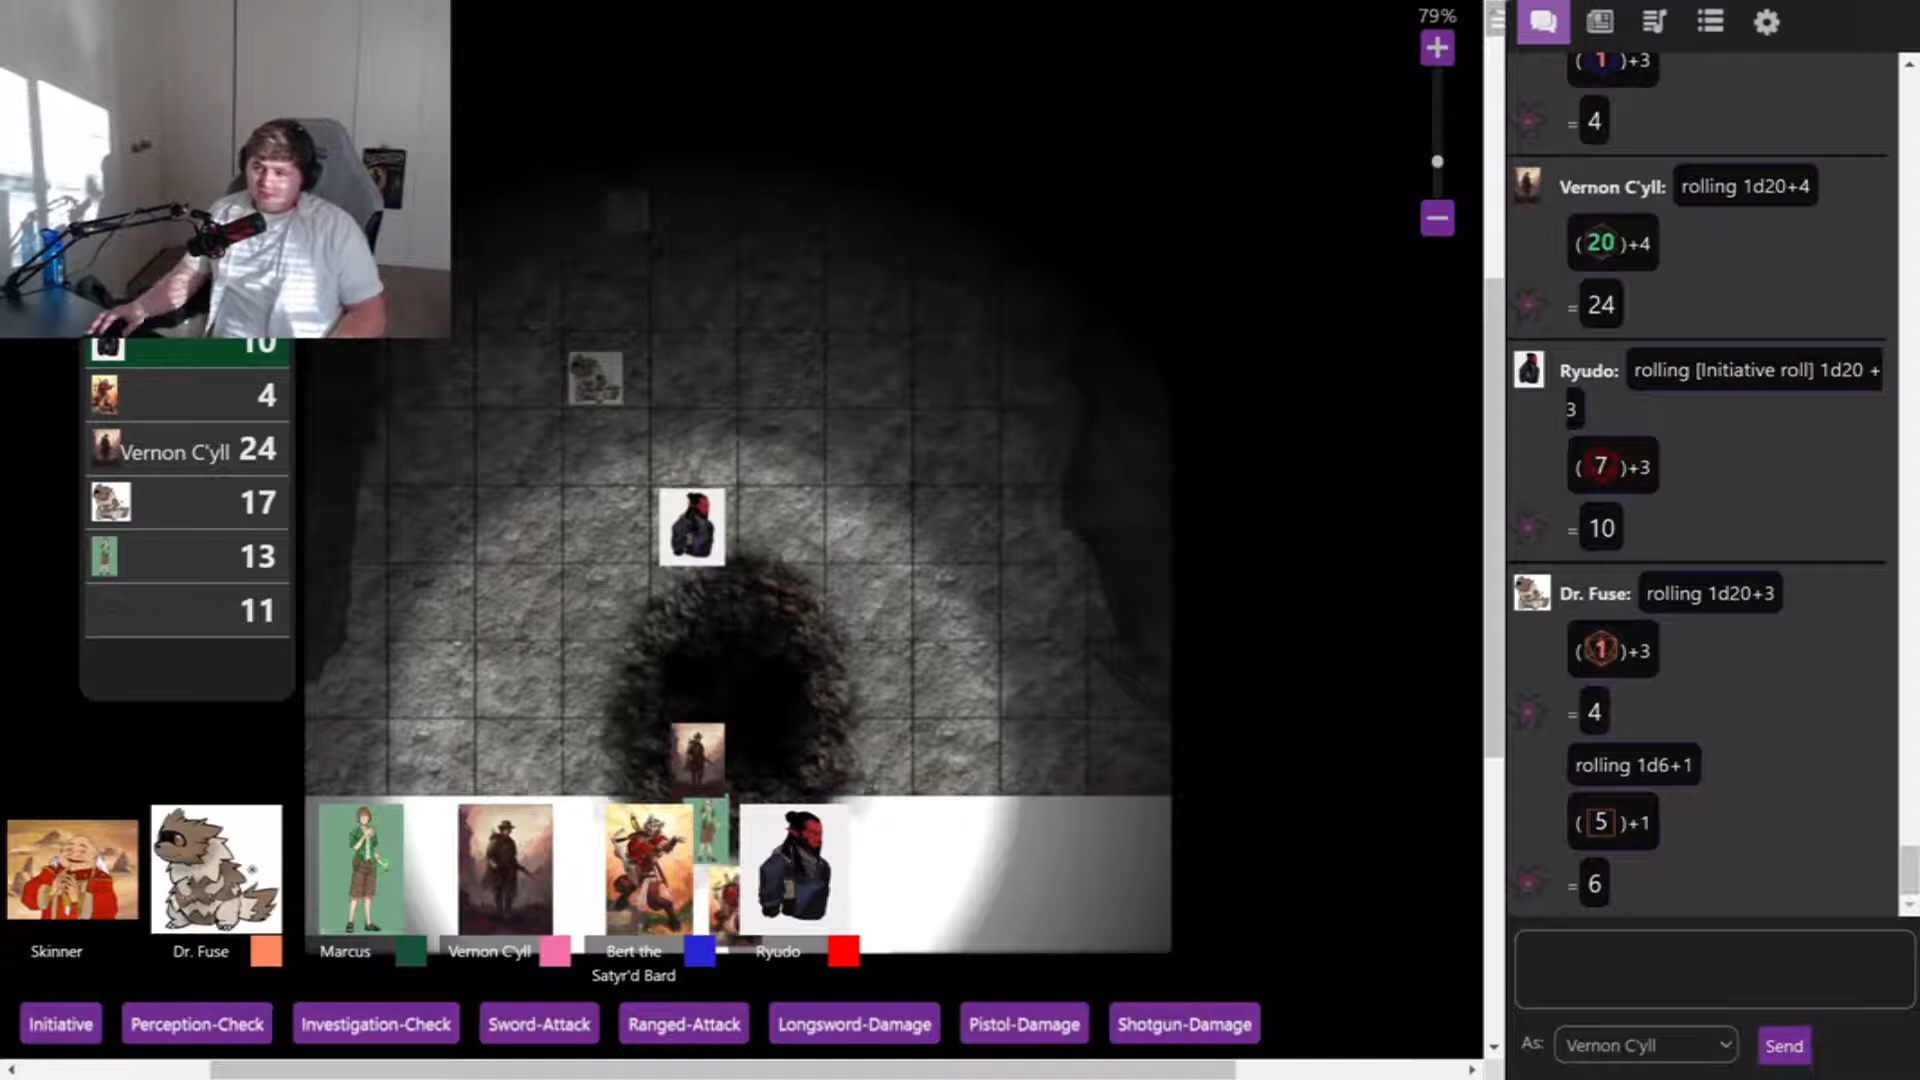 79%
(1)+3
= 4
Vernon C'yll: rolling 1d20+4
(20)+4
= 24
Ryudo: rolling [Initiative roll] 1d20 +
3
(7)+3
= 10
Dr. Fuse: rolling 1d20+3
(1)+3
= 4
rolling 1d6+1
(5)+1
= 6
10
4
Vernon C'yll 24
17
13
11
Skinner
Dr. Fuse
Marcus
Vernon C'yll
Bert the
Satyr'd Bard
Ryudo
Initiative
Perception-Check
Investigation-Check
Sword-Attack
Ranged-Attack
Longsword-Damage
Pistol-Damage
Shotgun-Damage
As: Vernon C'yll
Send